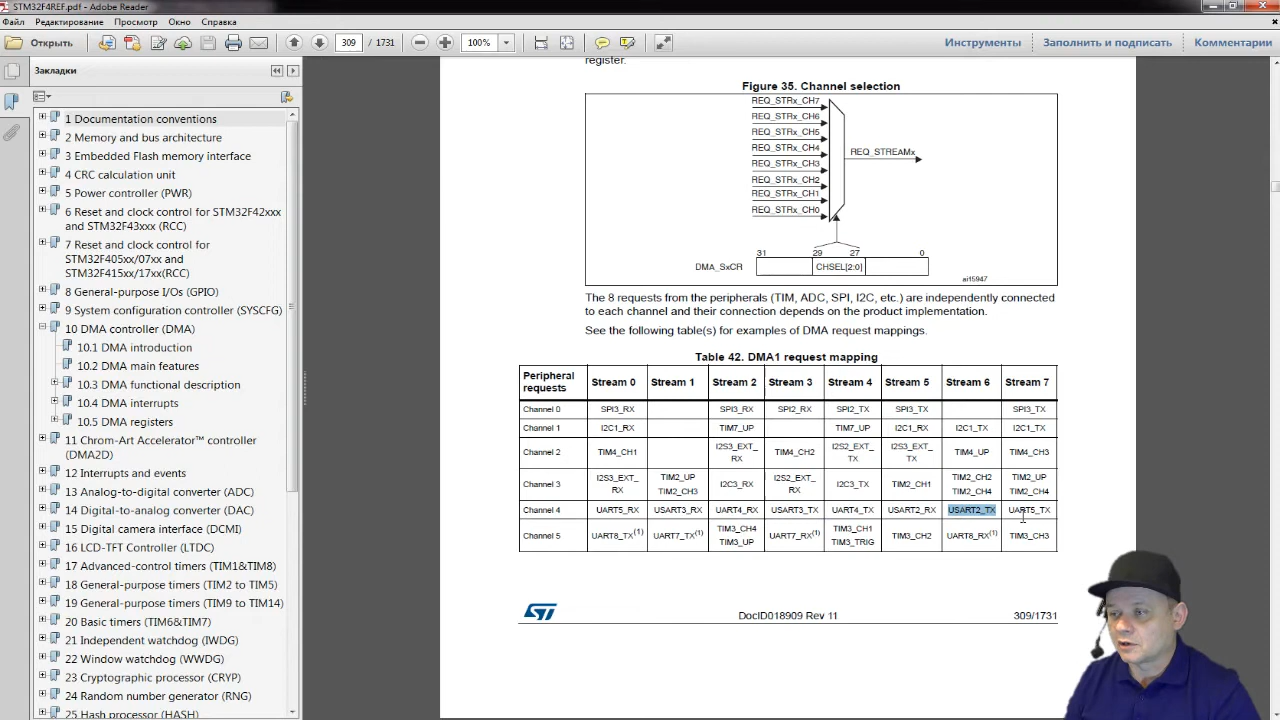 STM32F4REF.pdf - Adobe Reader
Файл Редактирование Просмотр Окно Справка
Открыть 309 / 1731 100% Инструменты Заполнить и подписать Комментарии
Закладки
1 Documentation conventions
2 Memory and bus architecture
3 Embedded Flash memory interface
4 CRC calculation unit
5 Power controller (PWR)
6 Reset and clock control for STM32F42xxx
and STM32F43xxx (RCC)
7 Reset and clock control for
STM32F405xx/07xx and
STM32F415xx/17xx(RCC)
8 General-purpose I/Os (GPIO)
9 System configuration controller (SYSCFG)
10 DMA controller (DMA)
10.1 DMA introduction
10.2 DMA main features
10.3 DMA functional description
10.4 DMA interrupts
10.5 DMA registers
11 Chrom-Art Accelerator™ controller
(DMA2D)
12 Interrupts and events
13 Analog-to-digital converter (ADC)
14 Digital-to-analog converter (DAC)
15 Digital camera interface (DCMI)
16 LCD-TFT Controller (LTDC)
17 Advanced-control timers (TIM1&TIM8)
18 General-purpose timers (TIM2 to TIM5)
19 General-purpose timers (TIM9 to TIM14)
20 Basic timers (TIM6&TIM7)
21 Independent watchdog (IWDG)
22 Window watchdog (WWDG)
23 Cryptographic processor (CRYP)
24 Random number generator (RNG)
25 Hash processor (HASH)
register.
Figure 35. Channel selection
REQ_STRx_CH7
REQ_STRx_CH6
REQ_STRx_CH5
REQ_STRx_CH4
REQ_STREAMx
REQ_STRx_CH3
REQ_STRx_CH2
REQ_STRx_CH1
REQ_STRx_CH0
31 29 27 0
DMA_SxCR CHSEL[2:0]
ai15947
The 8 requests from the peripherals (TIM, ADC, SPI, I2C, etc.) are independently connected
to each channel and their connection depends on the product implementation.
See the following table(s) for examples of DMA request mappings.
Table 42. DMA1 request mapping
Peripheral requests Stream 0 Stream 1 Stream 2 Stream 3 Stream 4 Stream 5 Stream 6 Stream 7
Channel 0 SPI3_RX SPI3_RX SPI2_RX SPI2_TX SPI3_TX SPI3_TX
Channel 1 I2C1_RX TIM7_UP TIM7_UP I2C1_RX I2C1_TX I2C1_TX
Channel 2 TIM4_CH1 I2S3_EXT_RX TIM4_CH2 I2S2_EXT_TX I2S3_EXT_TX TIM4_UP TIM4_CH3
Channel 3 I2S3_EXT_RX TIM2_UP TIM2_CH3 I2C3_RX I2S2_EXT_RX I2C3_TX TIM2_CH1 TIM2_CH2 TIM2_CH4 TIM2_UP TIM2_CH4
Channel 4 UART5_RX USART3_RX UART4_RX USART3_TX UART4_TX USART2_RX USART2_TX UART5_TX
Channel 5 UART8_TX(1) UART7_TX(1) TIM3_CH4 TIM3_UP UART7_RX(1) TIM3_CH1 TIM3_TRIG TIM3_CH2 UART8_RX(1) TIM3_CH3
ST DocID018909 Rev 11 309/1731